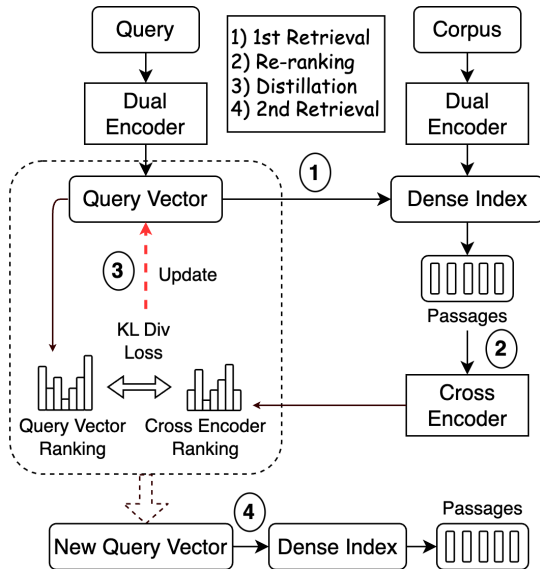 Query
1) 1st Retrieval
2) Re-ranking
3) Distillation
4) 2nd Retrieval
Corpus
Dual
Encoder
Dual
Encoder
Query Vector
1
Dense Index
3
Update
Passages
KL Div
Loss
2
Cross
Encoder
Query Vector
Ranking
Cross Encoder
Ranking
4
Passages
New Query Vector
Dense Index